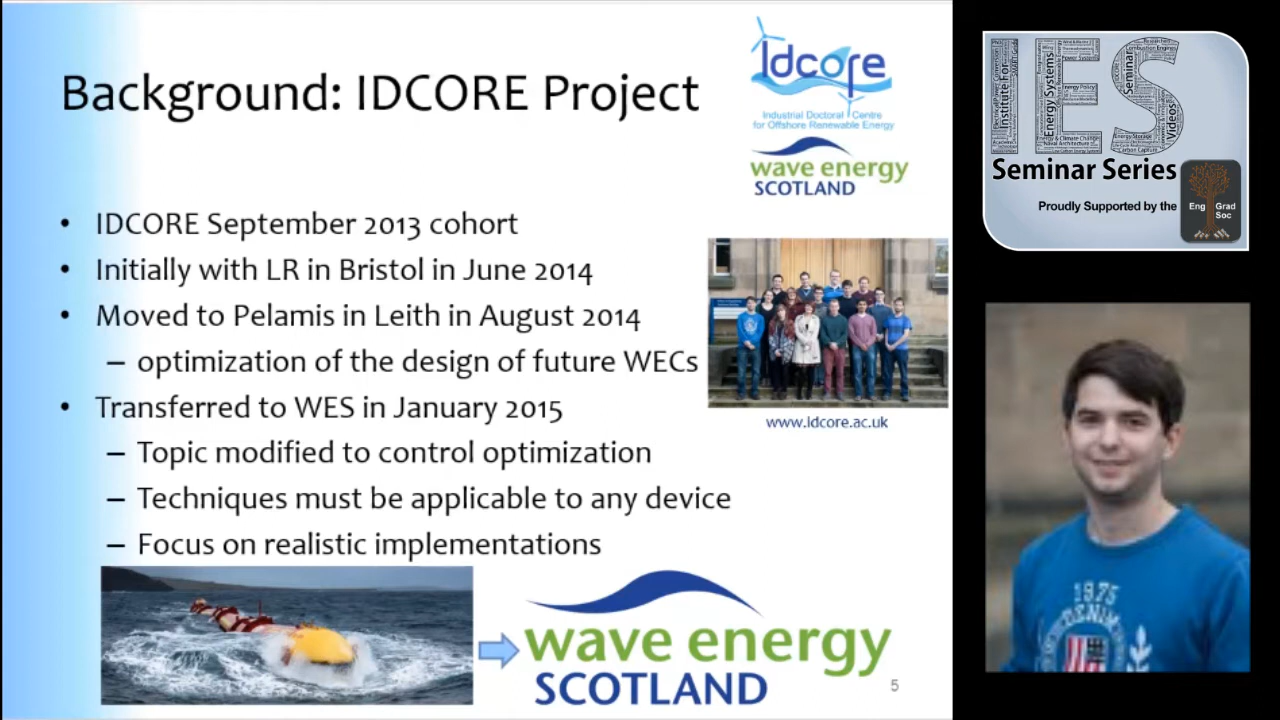 Background: IDCORE Project
Idcore
Industrial Doctoral Centre
for Offshore Renewable Energy
wave energy
SCOTLAND
• IDCORE September 2013 cohort
• Initially with LR in Bristol in June 2014
• Moved to Pelamis in Leith in August 2014
– optimization of the design of future WECs
• Transferred to WES in January 2015
– Topic modified to control optimization
– Techniques must be applicable to any device
– Focus on realistic implementations
www.idcore.ac.uk
wave energy
SCOTLAND
5
IES
Seminar Series
Proudly Supported by the
Eng Grad
Soc
1975
DENIM